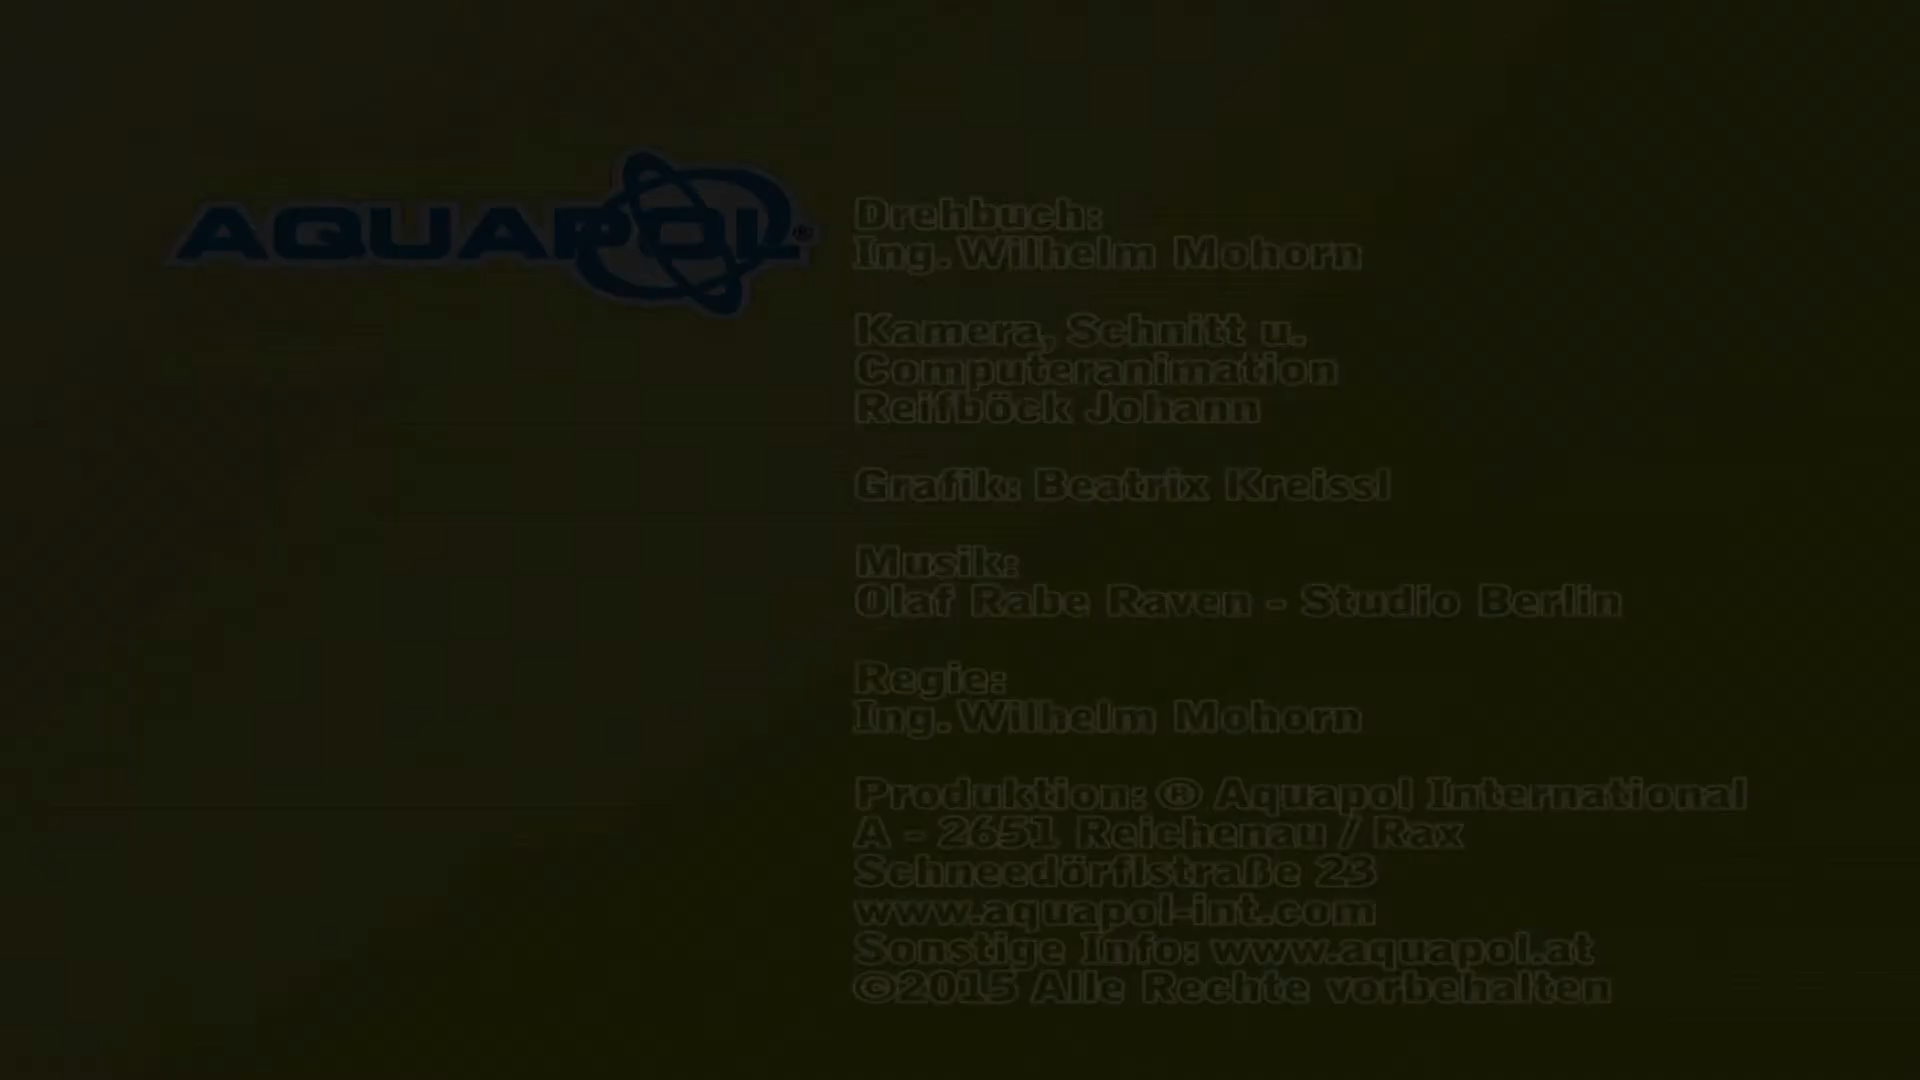 AQUAPOL®
Drehbuch:
Ing. Wilhelm Mohorn
Kamera, Schnitt u.
Computeranimation
Reifböck Johann
Grafik: Beatrix Kreissl
Musik:
Olaf Rabe Raven - Studio Berlin
Regie:
Ing. Wilhelm Mohorn
Produktion: ® Aquapol International
A - 2651 Reichenau / Rax
Schneedörflstraße 23
www.aquapol-int.com
Sonstige Info: www.aquapol.at
©2015 Alle Rechte vorbehalten